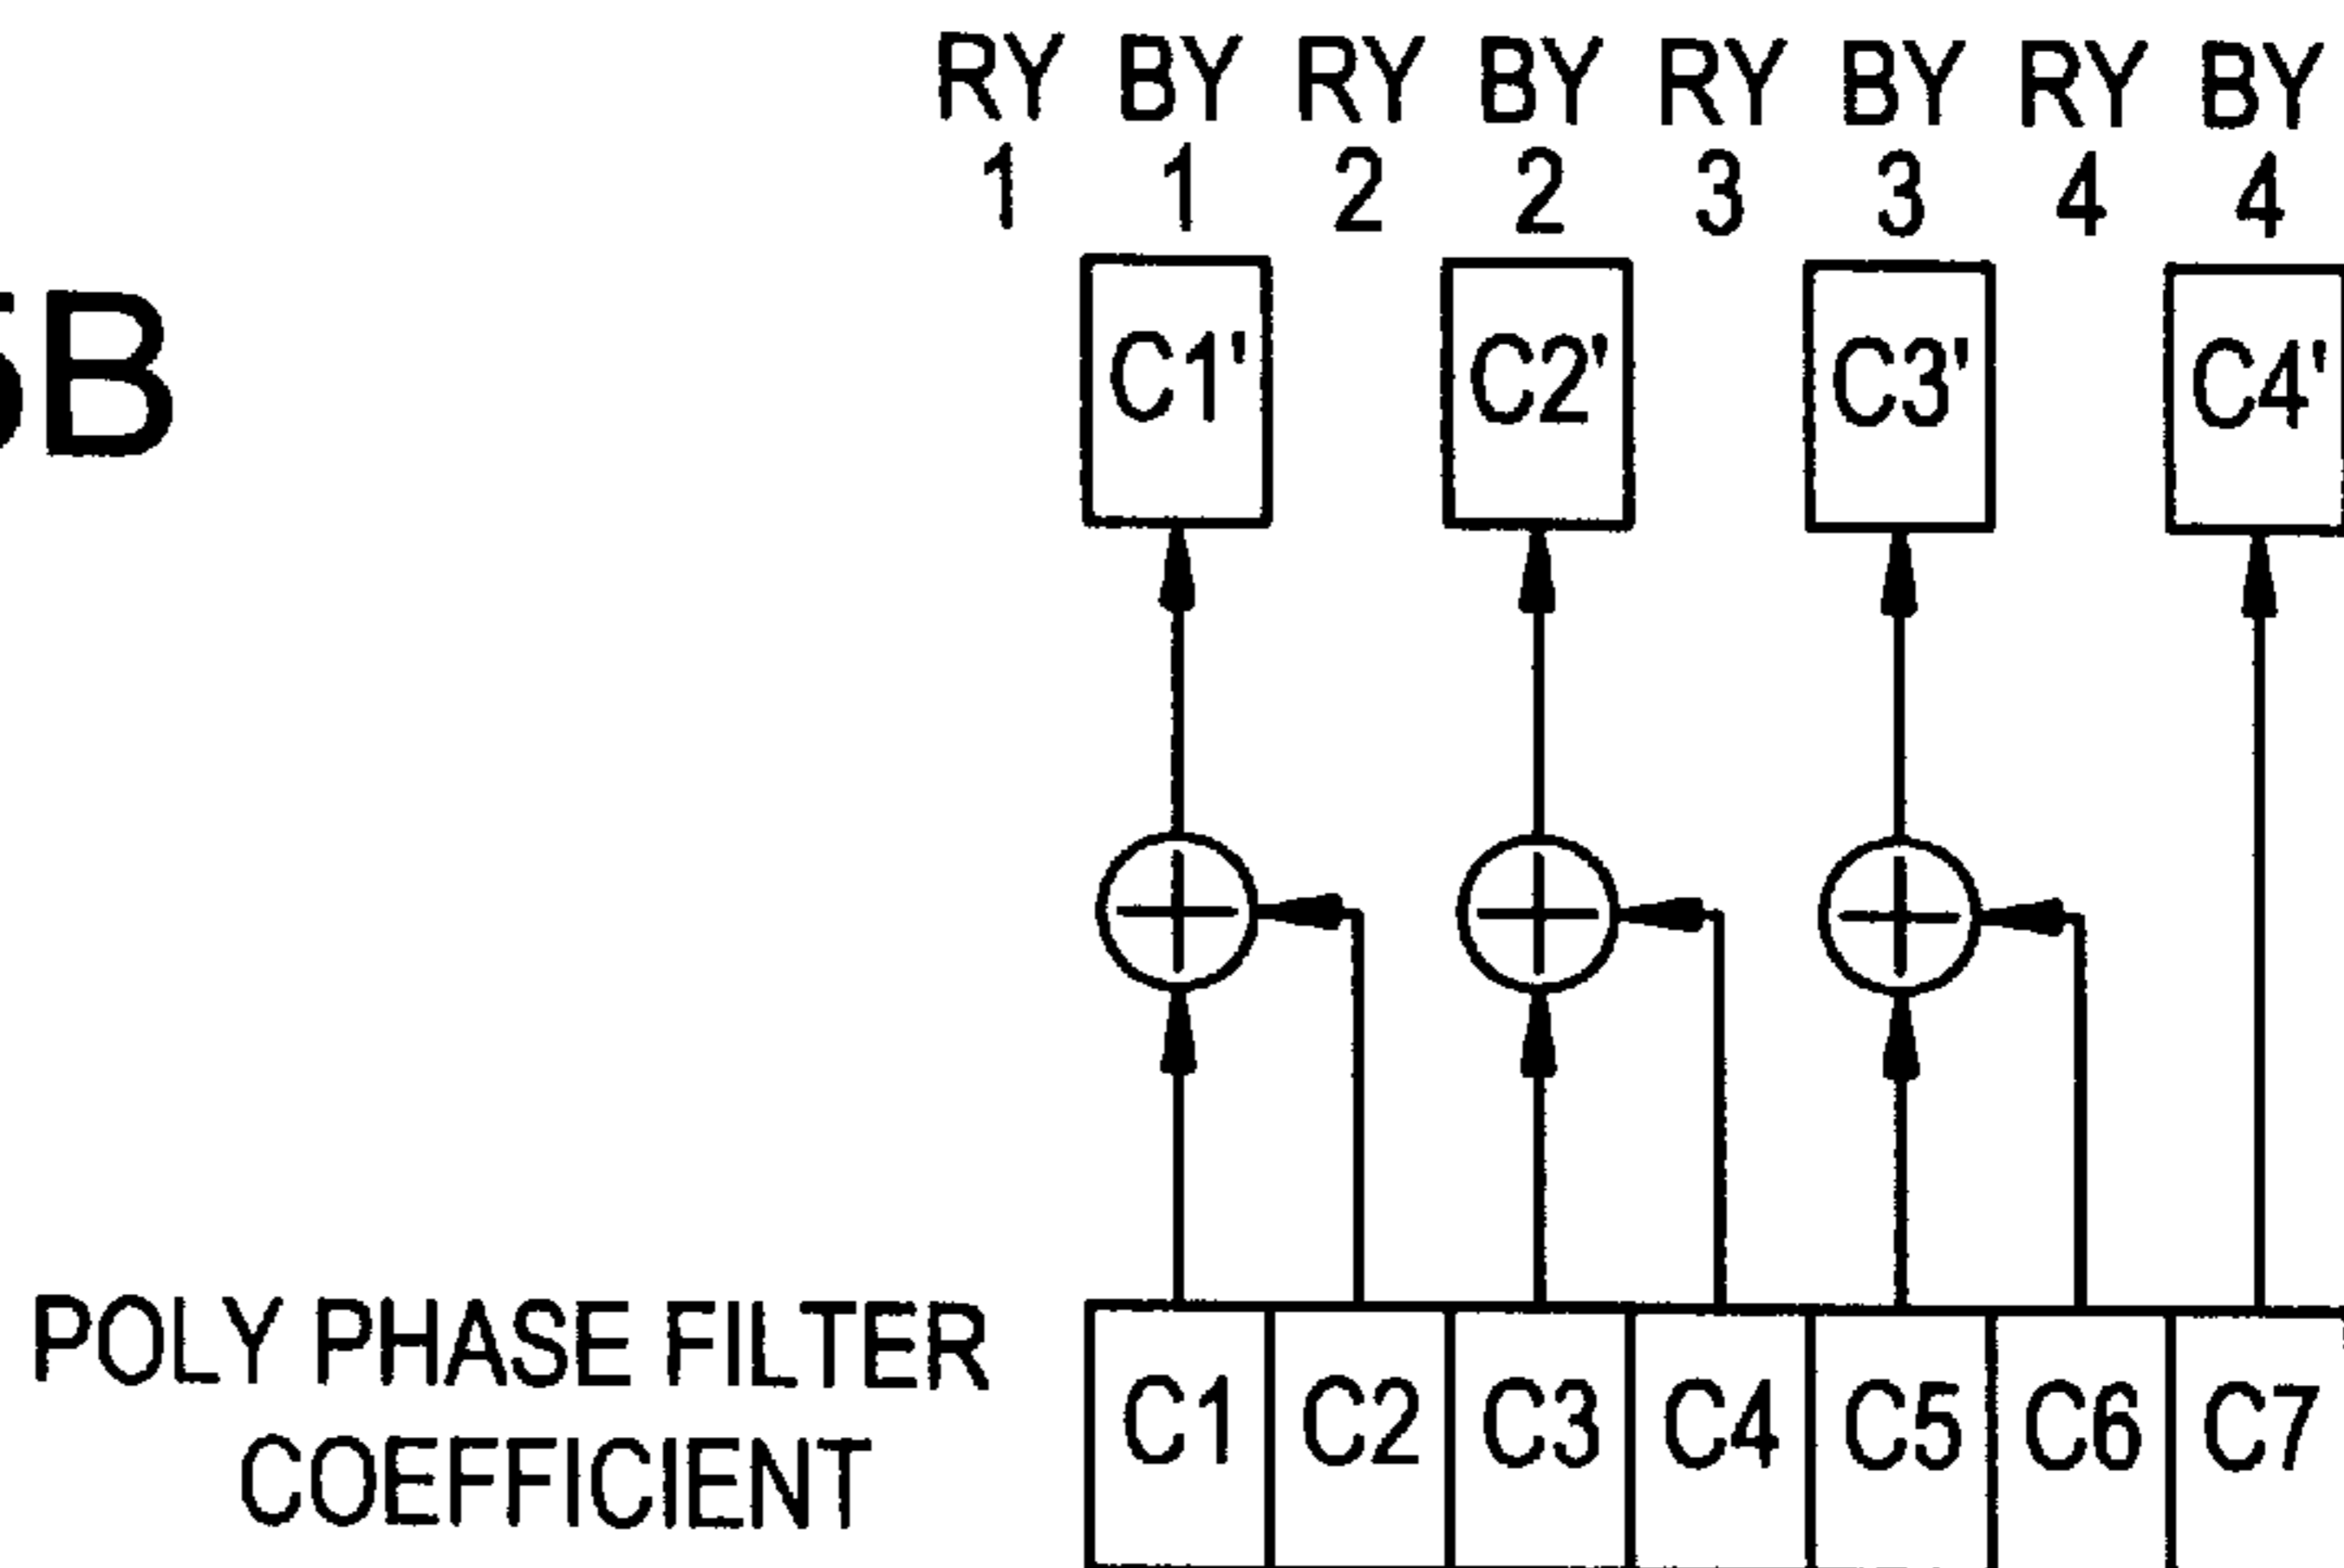 RY BY RY BY RY BY RY BY
1 1 2 2 3 3 4 4
5B
C1' C2' C3' C4'
POLY PHASE FILTER
COEFFICIENT
C1 C2 C3 C4 C5 C6 C7